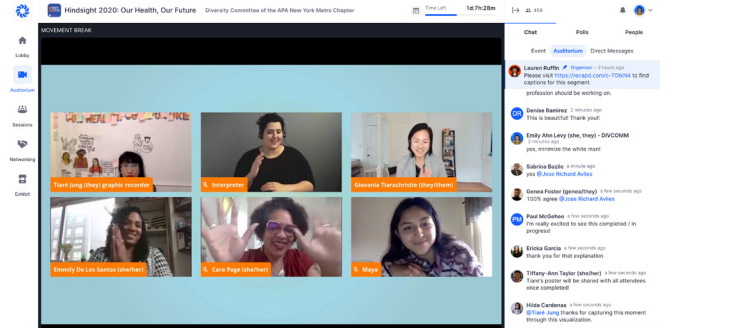 Hindsight 2020: Our Health, Our Future
Diversity Committee of the APA New York Metro Chapter
Time Left
1d:7h:28m
459
MOVEMENT BREAK
Lobby
Auditorium
Sessions
Networking
Exhibit
Tiaré Jung (they) graphic recorder
Interpreter
Giovania Tiarachristie (they/them)
Emmily De Los Santos (she/her)
Cara Page (she/her)
Maya
Chat
Polls
People
Event
Auditorium
Direct Messages
Lauren Ruffin
Organizer • 2 hours ago
Please visit https://recapd.com/c-709kN4 to find
captions for this segment.
profession should be working on.
DR
Denise Ramirez 2 minutes ago
This is beautiful! Thank you!!
Emily Ahn Levy (she, they) - DIVCOMM
2 minutes ago
yes, minimize the white man!
Sabrina Bazile a minute ago
yes @Jose Richard Aviles
Genea Foster (genea/they) a few seconds ago
100% agree @Jose Richard Aviles
PM
Paul McGehee a few seconds ago
I'm really excited to see this completed / in
progress!
Ericka Garcia a few seconds ago
thank you for that explanation
Tiffany-Ann Taylor (she/her) a few seconds ago
Tiare's poster will be shared with all attendees
once completed!
Hilda Cardenas a few seconds ago
@Tiaré Jung thanks for capturing this moment
through this visualization.